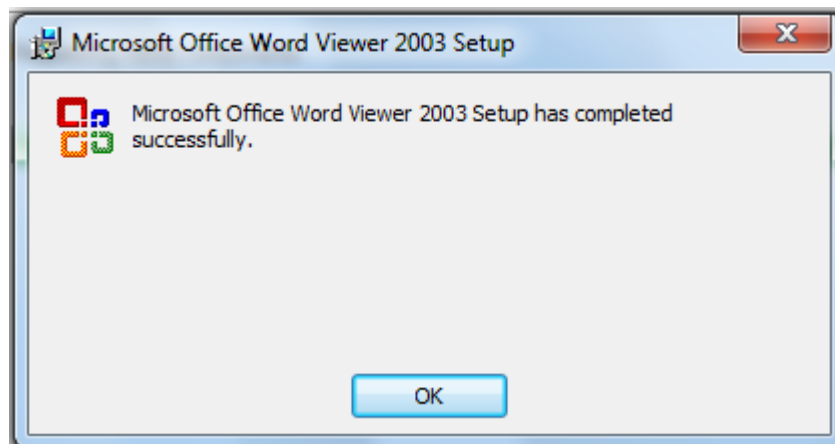 Microsoft Office Word Viewer 2003 Setup
Microsoft Office Word Viewer 2003 Setup has completed
successfully.
OK